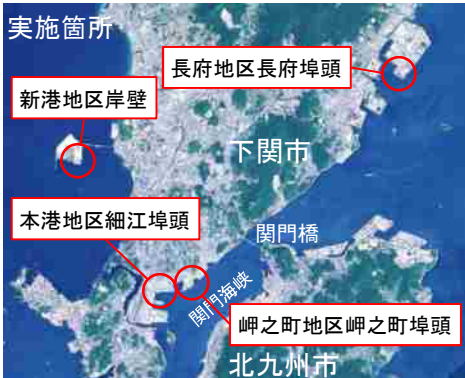 実施箇所
長府地区長府埠頭
新港地区岸壁
下関市
本港地区細江埠頭
関門橋
関門海峡
岬之町地区岬之町埠頭
北九州市